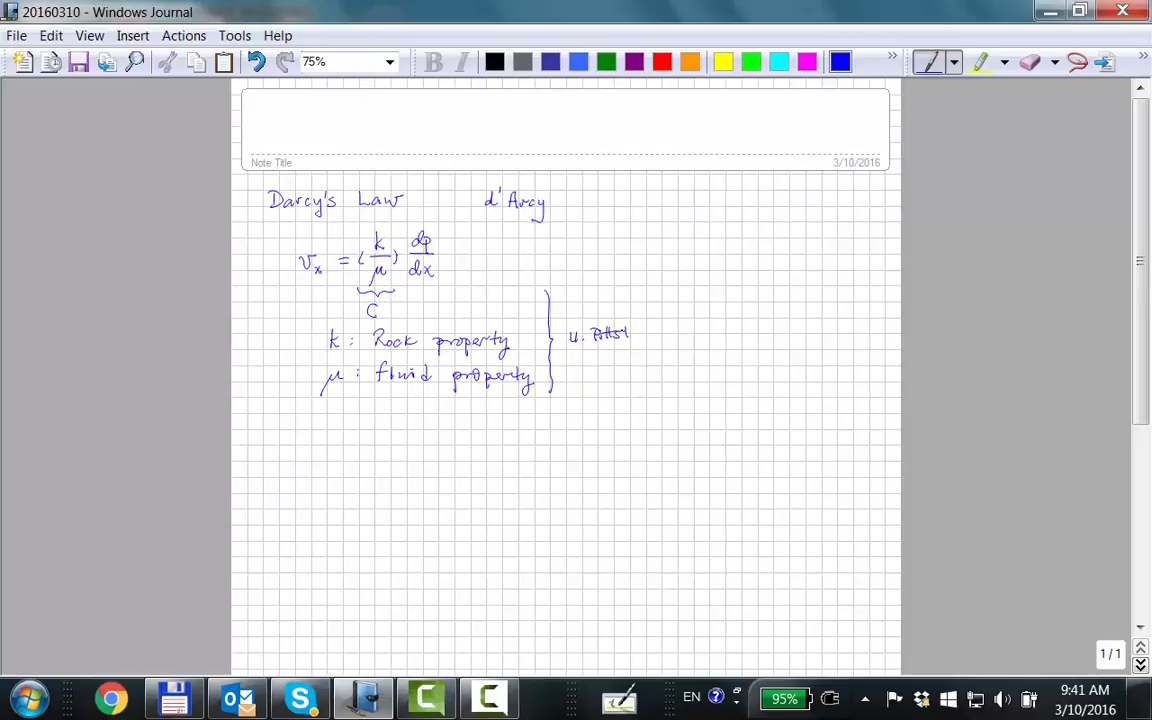 20160310 - Windows Journal
File Edit View Insert Actions Tools Help
75% B I
Note Title 3/10/2016
Darcy's Law d'Arcy
v_x = (k/μ) dp/dx
C
k : Rock property
μ : fluid property
1 / 1
EN 95% 9:41 AM
3/10/2016